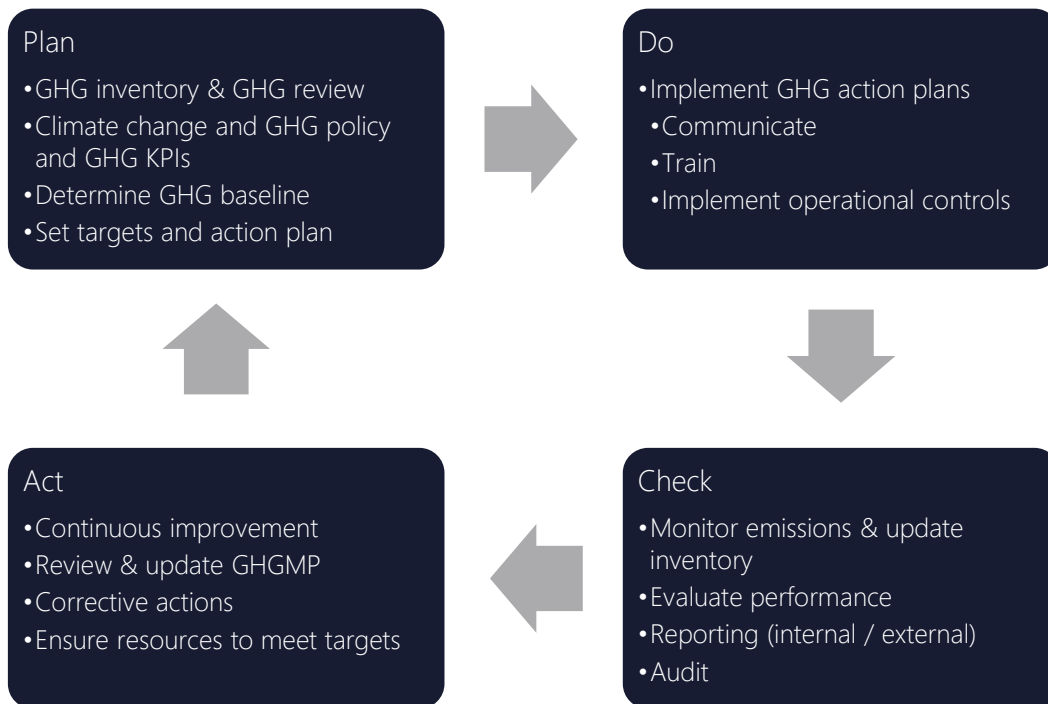 Plan
•GHG inventory & GHG review
•Climate change and GHG policy
and GHG KPIs
•Determine GHG baseline
•Set targets and action plan
Do
•Implement GHG action plans
•Communicate
•Train
•Implement operational controls
Act
•Continuous improvement
•Review & update GHGMP
•Corrective actions
•Ensure resources to meet targets
Check
•Monitor emissions & update
inventory
•Evaluate performance
•Reporting (internal / external)
•Audit